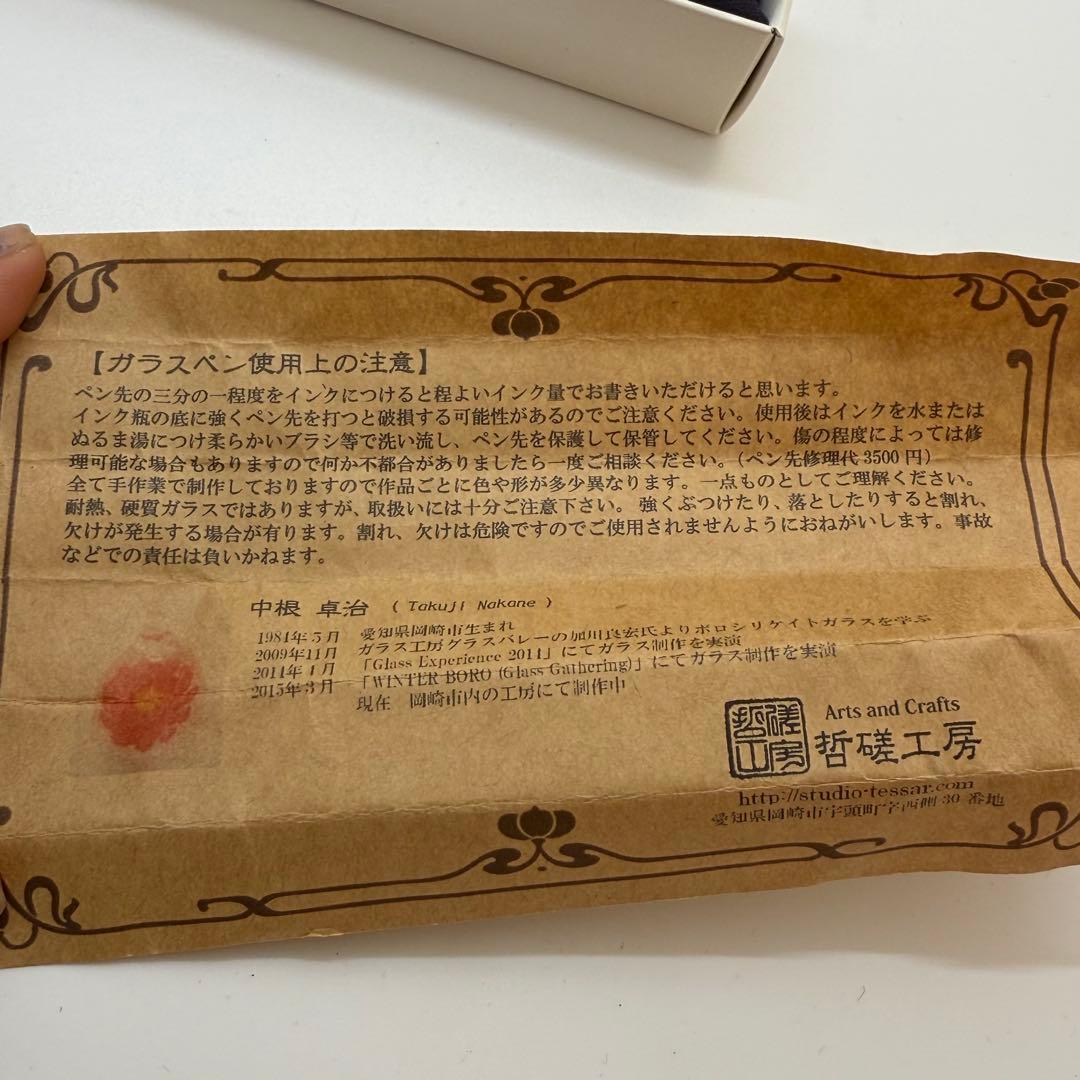 【ガラスペン使用上の注意】
ペン先の三分の一程度をインクにつけると程よいインク量でお書きいただけると思います。
インク瓶の底に強くペン先を打つと破損する可能性があるのでご注意ください。使用後はインクを水または
ぬるま湯につけ柔らかいブラシ等で洗い流し、ペン先を保護して保管してください。傷の程度によっては修
理可能な場合もありますので何か不都合がありましたら一度ご相談ください。（ペン先修理代3500円）
全て手作業で制作しておりますので作品ごとに色や形が多少異なります。一点ものとしてご理解ください。
耐熱、硬質ガラスではありますが、取扱いには十分ご注意下さい。強くぶつけたり、落としたりすると割れ、
欠けが発生する場合が有ります。割れ、欠けは危険ですのでご使用されませんようにおねがいします。事故
などでの責任は負いかねます。
中根 卓治 (Takuji Nakane)
1984年5月 愛知県岡崎市生まれ
2009年11月 ガラス工房グラスバレーの加川良宏氏よりボロシリケイトガラスを学ぶ
2014年4月 「Glass Experience 2014」にてガラス制作を実演
2015年3月 「WINTER BORO (Glass Gathering)」にてガラス制作を実演
現在 岡崎市内の工房にて制作中
哲磋工房
Arts and Crafts
哲磋工房
http://studio-tessar.com
愛知県岡崎市宇頭町字西側30番地